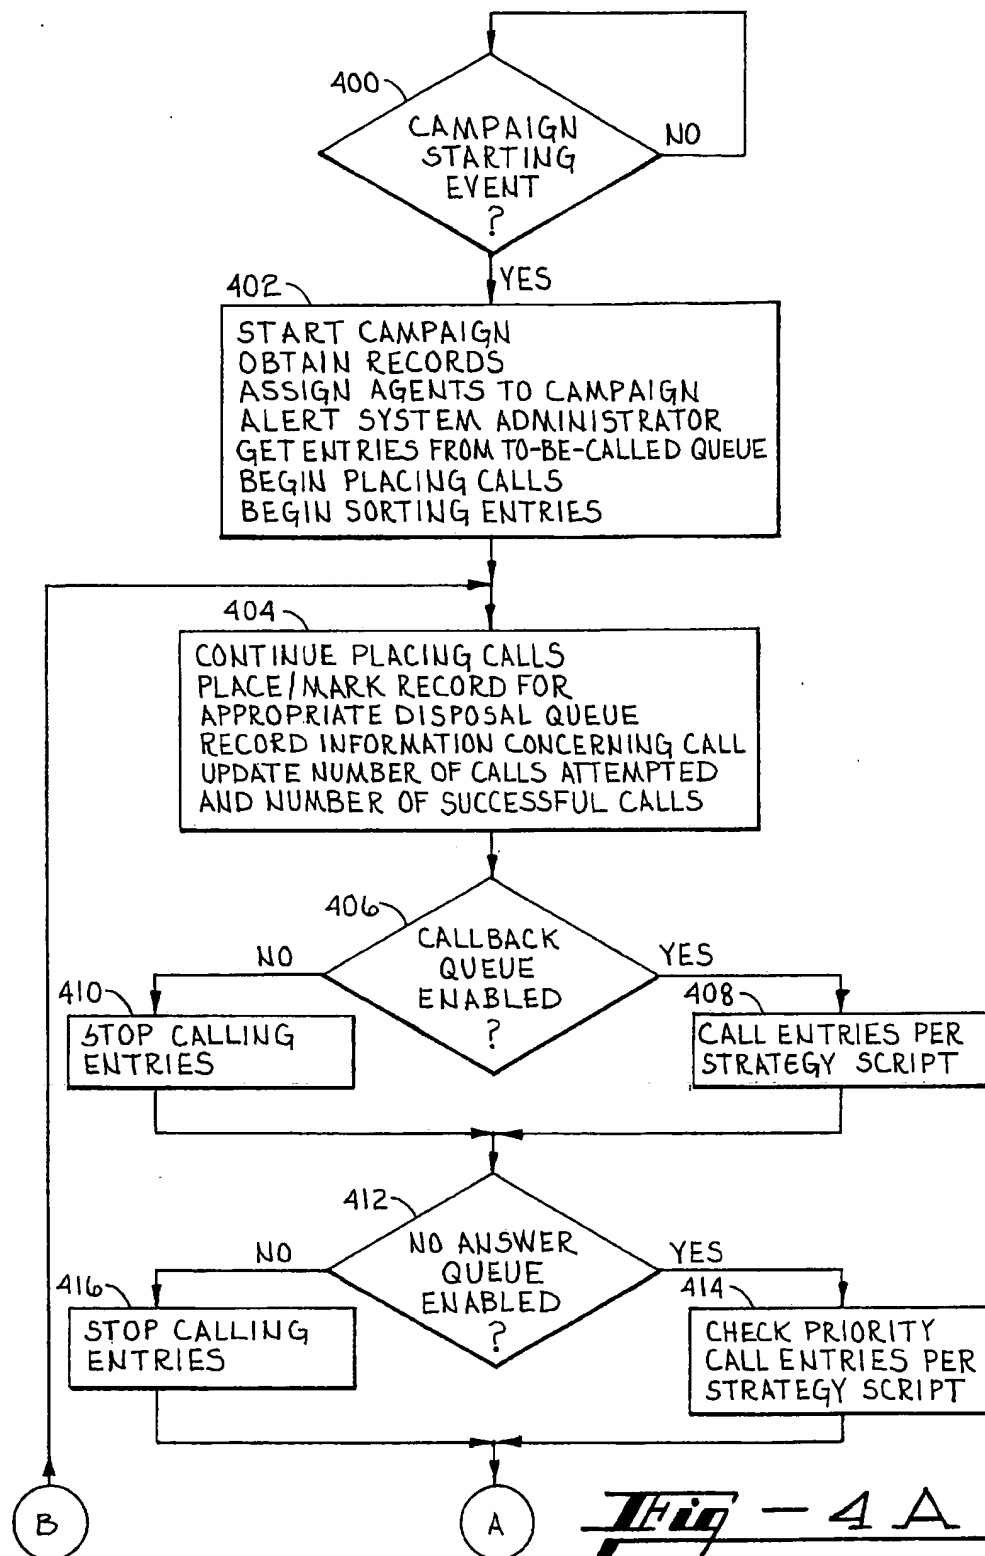 400
CAMPAIGN
STARTING
EVENT
?
NO
YES
402
START CAMPAIGN
OBTAIN RECORDS
ASSIGN AGENTS TO CAMPAIGN
ALERT SYSTEM ADMINISTRATOR
GET ENTRIES FROM TO-BE-CALLED QUEUE
BEGIN PLACING CALLS
BEGIN SORTING ENTRIES
404
CONTINUE PLACING CALLS
PLACE/MARK RECORD FOR
APPROPRIATE DISPOSAL QUEUE
RECORD INFORMATION CONCERNING CALL
UPDATE NUMBER OF CALLS ATTEMPTED
AND NUMBER OF SUCCESSFUL CALLS
406
CALLBACK
QUEUE
ENABLED
?
NO
YES
410
STOP CALLING
ENTRIES
408
CALL ENTRIES PER
STRATEGY SCRIPT
412
NO ANSWER
QUEUE
ENABLED
?
NO
YES
416
STOP CALLING
ENTRIES
414
CHECK PRIORITY
CALL ENTRIES PER
STRATEGY SCRIPT
B
A
Fig - 4A